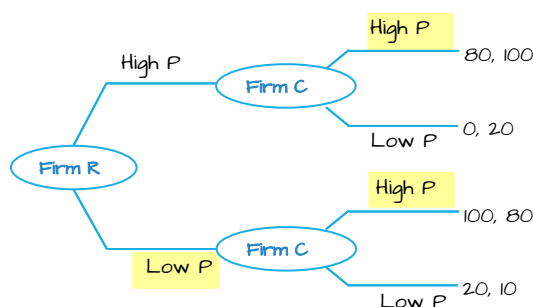 High P
High P
80, 100
Firm C
0, 20
Low P
Firm R
High P
100, 80
Firm C
Low P
20, 10
Low P